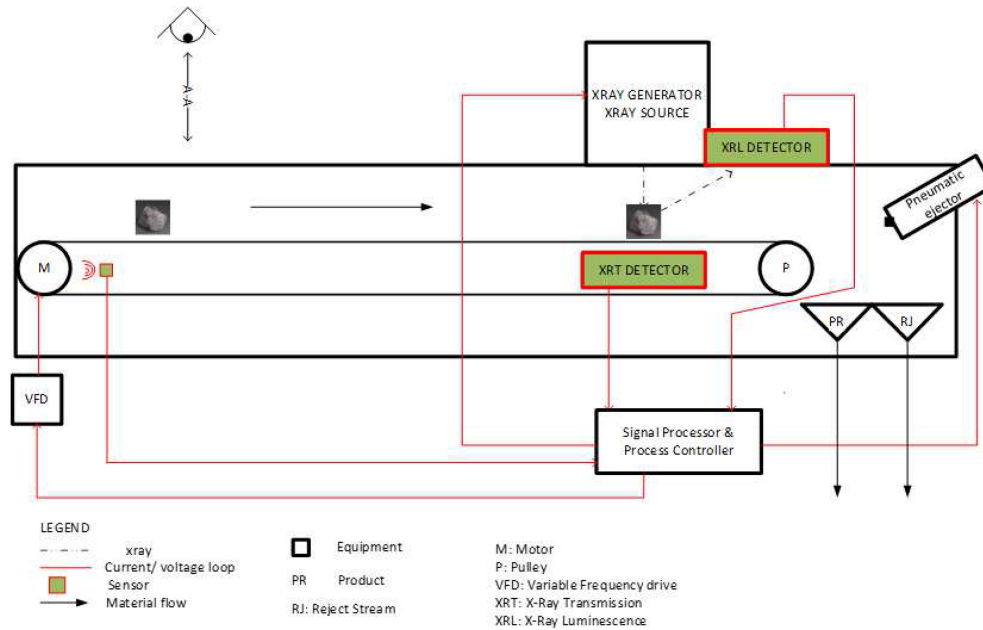 A A
XRAY GENERATOR
XRAY SOURCE
XRL DETECTOR
Pneumatic
ejector
M
XRT DETECTOR
P
PR
RJ
VFD
Signal Processor &
Process Controller
LEGEND
xray
Current/ voltage loop
Sensor
Material flow
Equipment
PR Product
RJ: Reject Stream
M: Motor
P: Pulley
VFD: Variable Frequency drive
XRT: X-Ray Transmission
XRL: X-Ray Luminescence